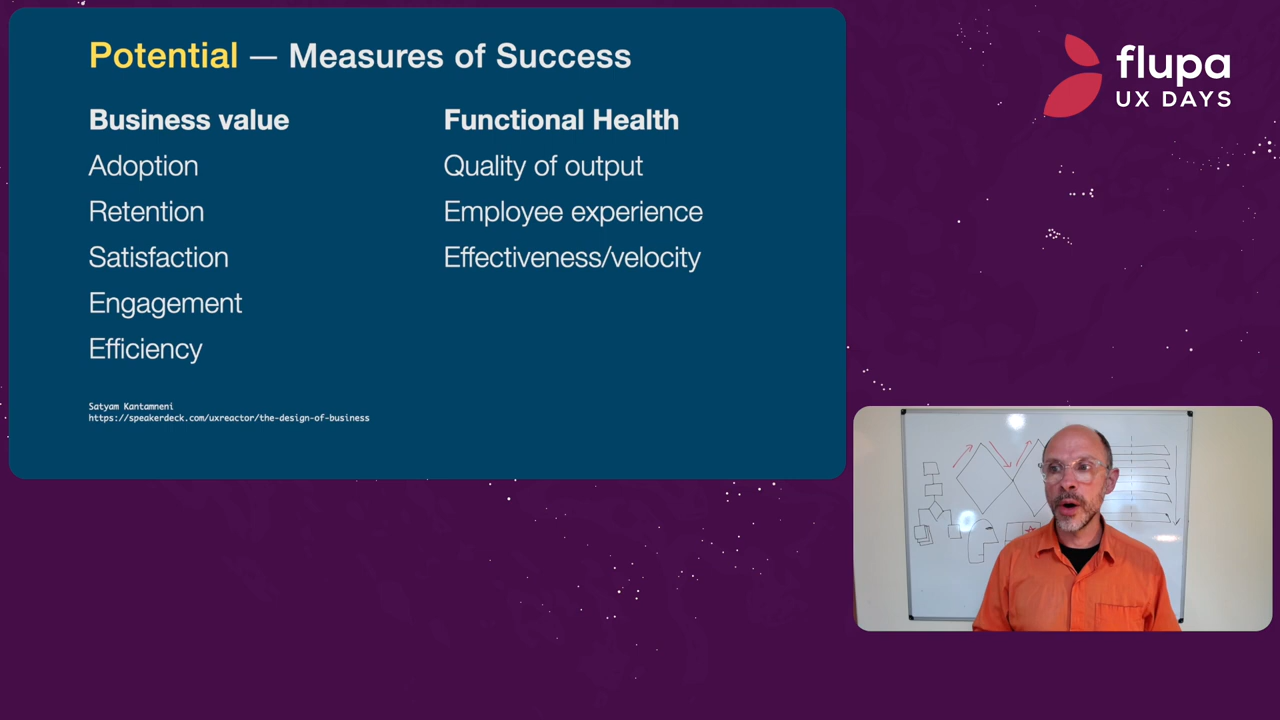 Potential — Measures of Success
Business value
Adoption
Retention
Satisfaction
Engagement
Efficiency
Functional Health
Quality of output
Employee experience
Effectiveness/velocity
Satyam Kantamneni
https://speakerdeck.com/uxreactor/the-design-of-business
flupa
UX DAYS